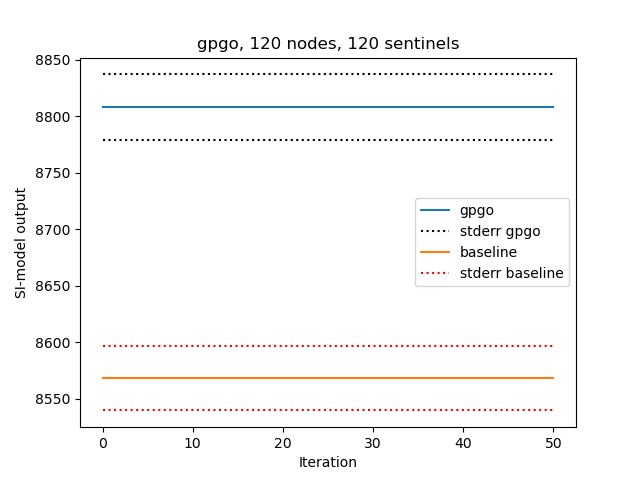 gpgo, 120 nodes, 120 sentinels
8850
8800
8750
8700
8650
8600
8550
SI-model output
gpgo
stderr gpgo
baseline
stderr baseline
0 10 20 30 40 50
Iteration